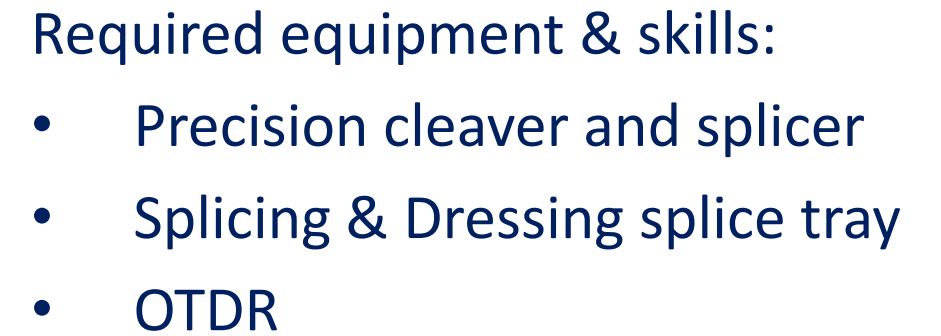 Required equipment & skills:
• Precision cleaver and splicer
• Splicing & Dressing splice tray
• OTDR